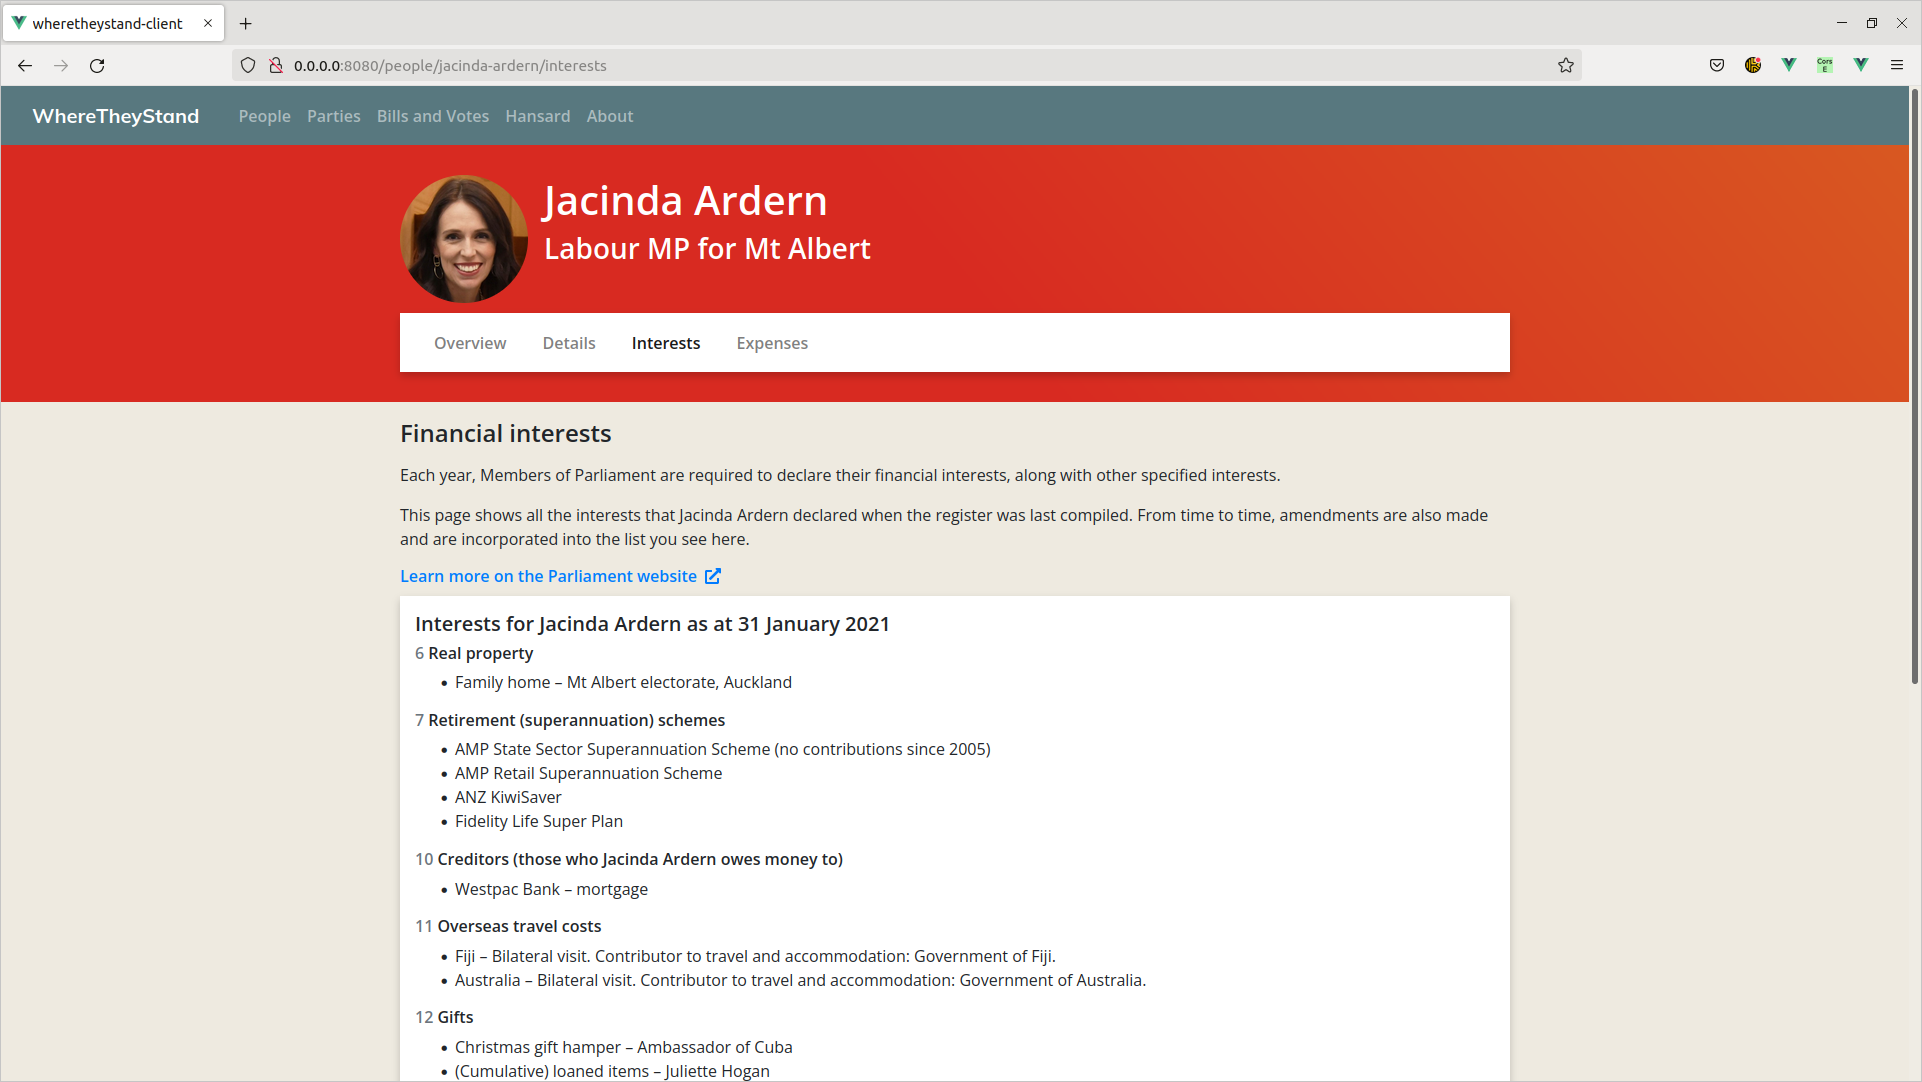 wheretheystand-client
0.0.0.0:8080/people/jacinda-ardern/interests
Cors
E
WhereTheyStand People Parties Bills and Votes Hansard About
Jacinda Ardern
Labour MP for Mt Albert
Overview Details Interests Expenses
Financial interests
Each year, Members of Parliament are required to declare their financial interests, along with other specified interests.
This page shows all the interests that Jacinda Ardern declared when the register was last compiled. From time to time, amendments are also made
and are incorporated into the list you see here.
Learn more on the Parliament website
Interests for Jacinda Ardern as at 31 January 2021
6 Real property
• Family home – Mt Albert electorate, Auckland
7 Retirement (superannuation) schemes
• AMP State Sector Superannuation Scheme (no contributions since 2005)
• AMP Retail Superannuation Scheme
• ANZ KiwiSaver
• Fidelity Life Super Plan
10 Creditors (those who Jacinda Ardern owes money to)
• Westpac Bank – mortgage
11 Overseas travel costs
• Fiji – Bilateral visit. Contributor to travel and accommodation: Government of Fiji.
• Australia – Bilateral visit. Contributor to travel and accommodation: Government of Australia.
12 Gifts
• Christmas gift hamper – Ambassador of Cuba
• (Cumulative) loaned items – Juliette Hogan